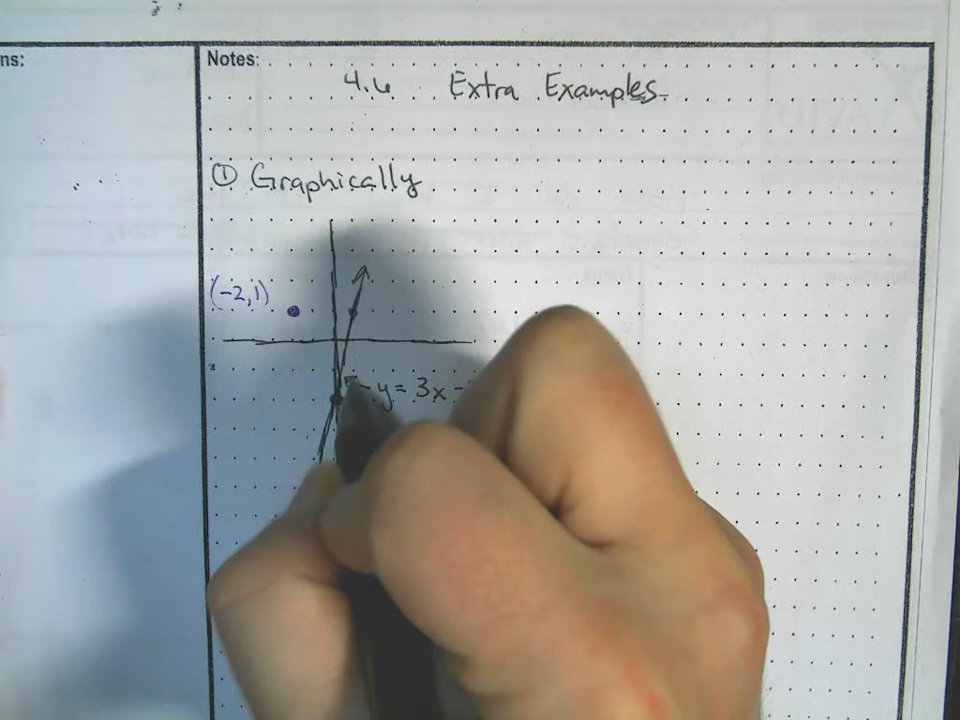 ns:
Notes:
4.6 Extra Examples
① Graphically
(-2,1)
y = 3x -